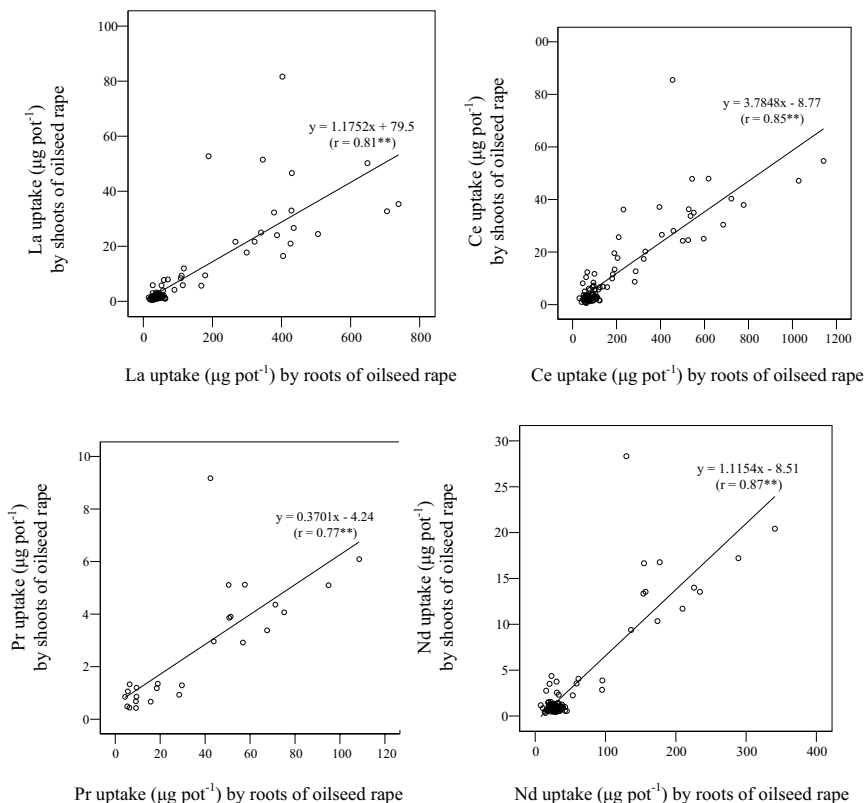 100
80
60
40
20
0
0 200 400 600 800
La uptake (µg pot⁻¹)
by shoots of oilseed rape
y = 1.1752x + 79.5
(r = 0.81**)
La uptake (µg pot⁻¹) by roots of oilseed rape
00
80
60
40
20
0
0 200 400 600 800 1000 1200
Ce uptake (µg pot⁻¹)
by shoots of oilseed rape
y = 3.7848x - 8.77
(r = 0.85**)
Ce uptake (µg pot⁻¹) by roots of oilseed rape
10
8
6
4
2
0
0 20 40 60 80 100 120
Pr uptake (µg pot⁻¹)
by shoots of oilseed rape
y = 0.3701x - 4.24
(r = 0.77**)
Pr uptake (µg pot⁻¹) by roots of oilseed rape
30
25
20
15
10
5
0
0 100 200 300 400
Nd uptake (µg pot⁻¹)
by shoots of oilseed rape
y = 1.1154x - 8.51
(r = 0.87**)
Nd uptake (µg pot⁻¹) by roots of oilseed rape